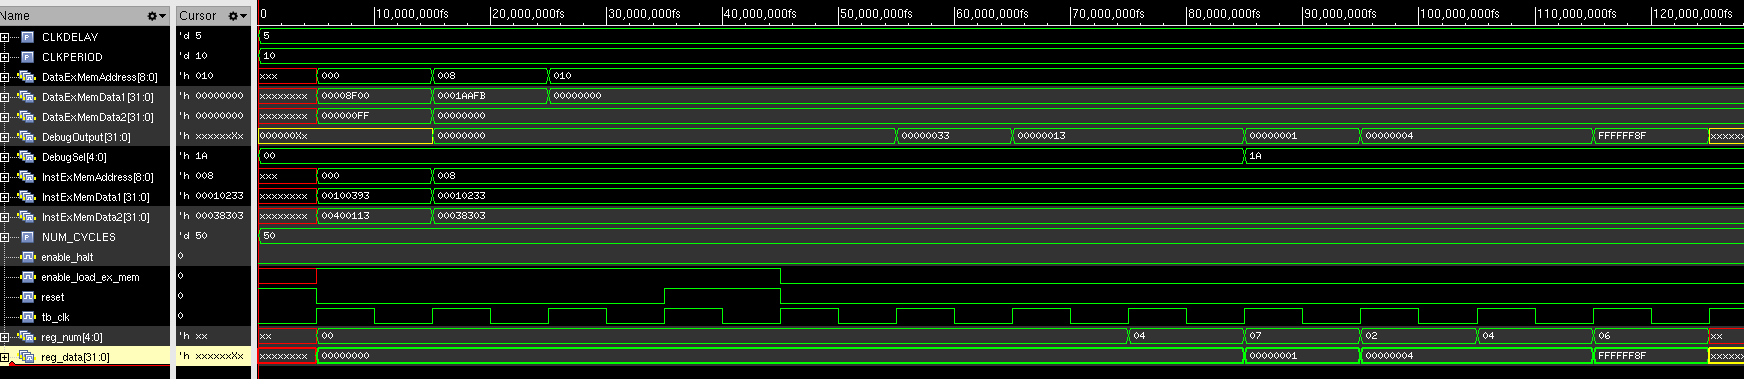 Name Cursor 0 10,000,000fs 20,000,000fs 30,000,000fs 40,000,000fs 50,000,000fs 60,000,000fs 70,000,000fs 80,000,000fs 90,000,000fs 100,000,000fs 110,000,000fs 120,000,000fs
CLKDELAY 'd 5 5
CLKPERIOD 'd 10 10
DataExMemAddress[8:0] 'h 010 xxx 000 008 010
DataExMemData1[31:0] 'h 00000000 xxxxxxxx 00008F00 0001AAFB 00000000
DataExMemData2[31:0] 'h 00000000 xxxxxxxx 000000FF 00000000
DebugOutput[31:0] 'h xxxxxxXx 000000Xx 00000000 00000033 00000013 00000001 00000004 FFFFFF8F xxxxxx
DebugSel[4:0] 'h 1A 00 1A
InstExMemAddress[8:0] 'h 008 xxx 000 008
InstExMemData1[31:0] 'h 00010233 xxxxxxxx 00100393 00010233
InstExMemData2[31:0] 'h 00038303 xxxxxxxx 00400113 00038303
NUM_CYCLES 'd 50 50
enable_halt 0
enable_load_ex_mem 0
reset 0
tb_clk 0
reg_num[4:0] 'h xx xx 00 04 07 02 04 06 xx
reg_data[31:0] 'h xxxxxxXx xxxxxxxx 00000000 00000001 00000004 FFFFFF8F xxxxxx